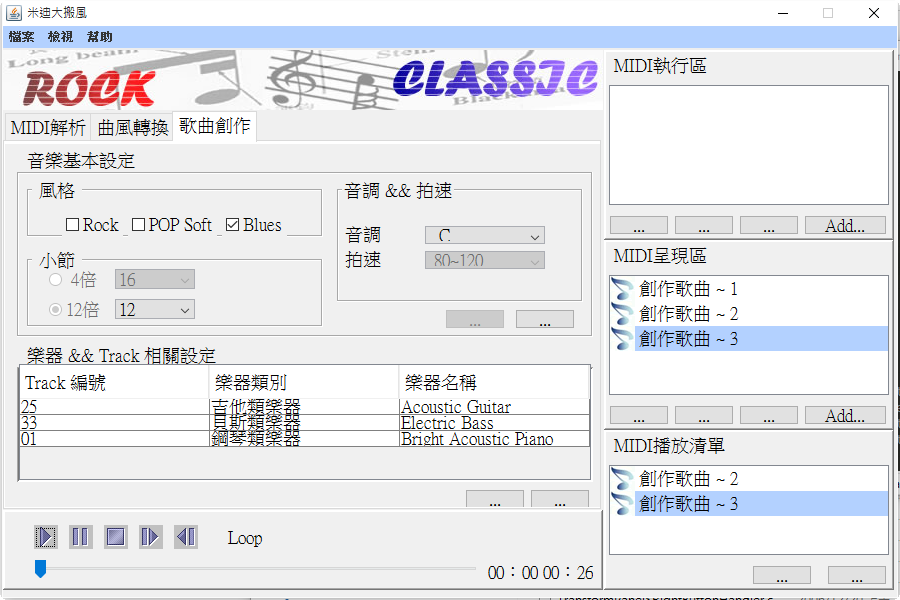 米迪大搬風
檔案 檢視 幫助
Long beam
Stem
ROCK
CLASSIC
MIDI解析 曲風轉換 歌曲創作
音樂基本設定
風格
Rock POP Soft Blues
小節
4倍 16
12倍 12
音調 && 拍速
音調 C
拍速 80~120
... ...
樂器 && Track 相關設定
Track 編號 樂器類別 樂器名稱
25 吉他類樂器 Acoustic Guitar
33 貝斯類樂器 Electric Bass
01 鋼琴類樂器 Bright Acoustic Piano
... ...
Loop
00：00 00：26
MIDI執行區
... ... ... Add...
MIDI呈現區
創作歌曲 ~ 1
創作歌曲 ~ 2
創作歌曲 ~ 3
... ... ... Add...
MIDI播放清單
創作歌曲 ~ 2
創作歌曲 ~ 3
... ...